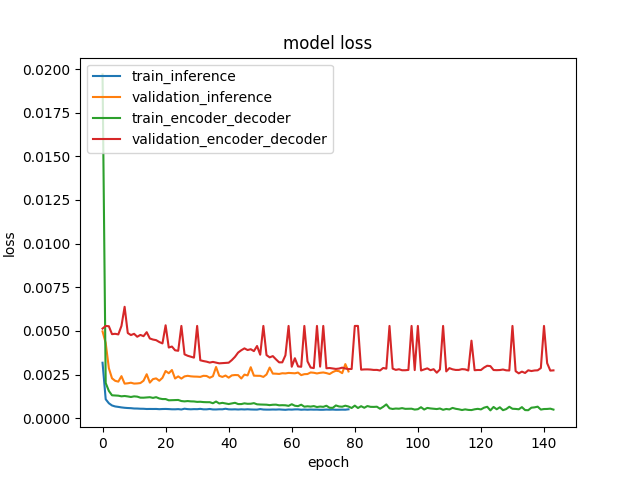 model loss
train_inference
validation_inference
train_encoder_decoder
validation_encoder_decoder
0.0200
0.0175
0.0150
0.0125
0.0100
0.0075
0.0050
0.0025
0.0000
loss
0 20 40 60 80 100 120 140
epoch